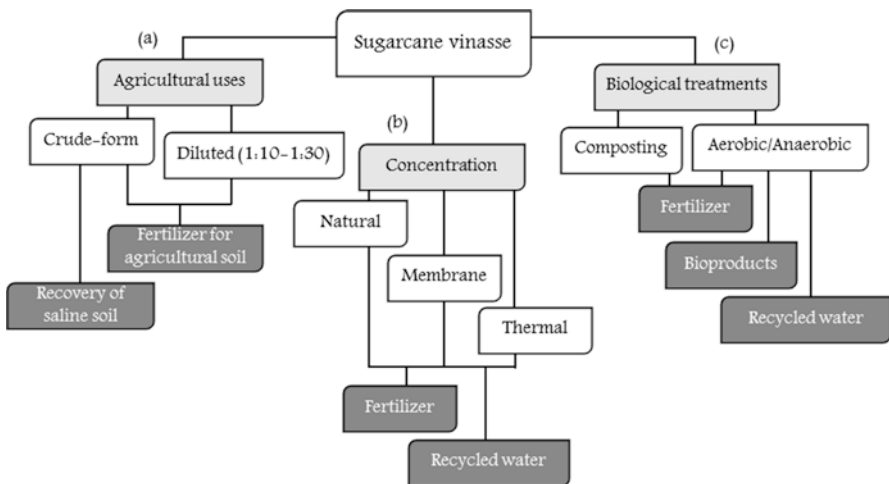 (a)
Sugarcane vinasse
(c)
Agricultural uses
Biological treatments
Crude-form
Diluted (1:10-1:30)
(b)
Concentration
Composting
Aerobic/Anaerobic
Natural
Fertilizer
Fertilizer for
agricultural soil
Membrane
Bioproducts
Recovery of
saline soil
Thermal
Recycled water
Fertilizer
Recycled water